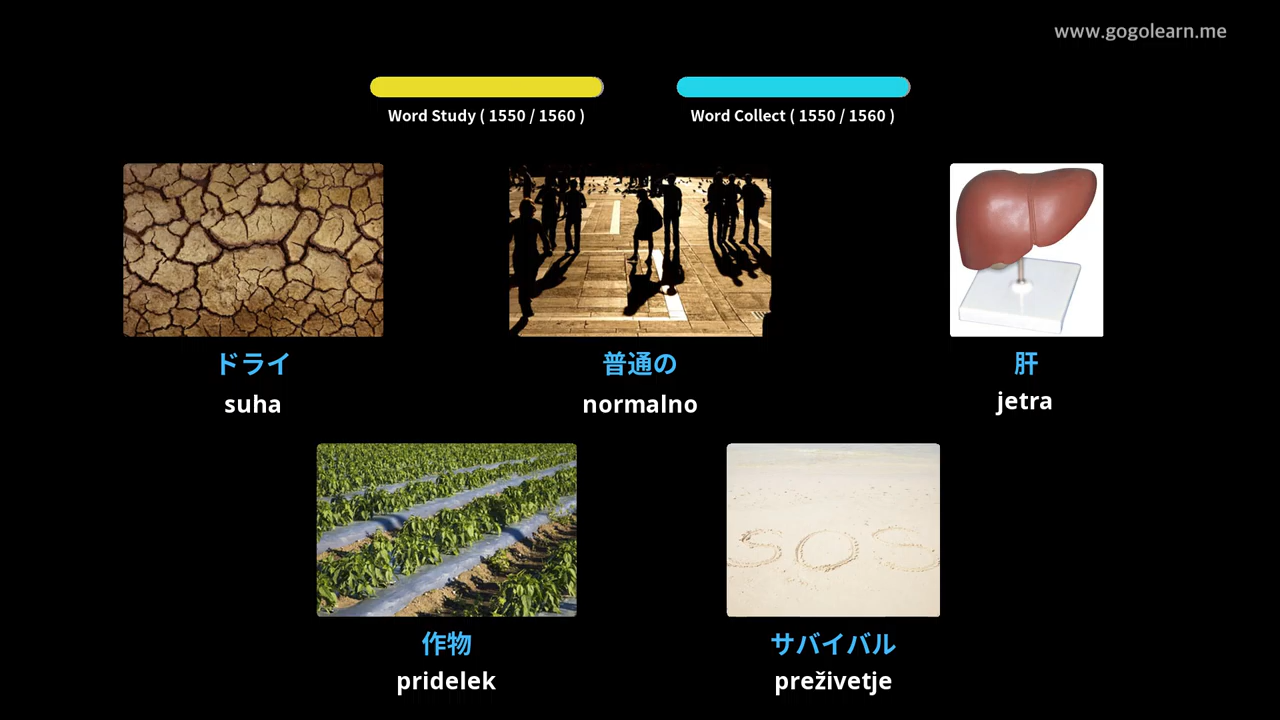 www.gogolearn.me
Word Study ( 1550 / 1560 )
Word Collect ( 1550 / 1560 )
ドライ
普通の
肝
suha
normalno
jetra
SOS
作物
サバイバル
pridelek
preživetje